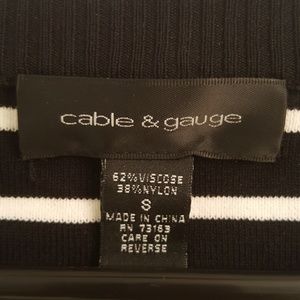 cable & gauge
62%VISCOSE
38%NYLON
S
MADE IN CHINA
RN 73163
CARE ON
REVERSE